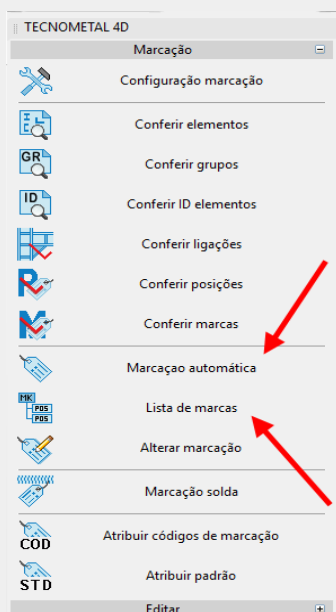 TECNOMETAL 4D
Marcação
Configuração marcação
Conferir elementos
GR Conferir grupos
ID Conferir ID elementos
Conferir ligações
P Conferir posições
M Conferir marcas
Marcaçao automática
MK POS POS Lista de marcas
Alterar marcação
Marcação solda
COD Atribuir códigos de marcação
STD Atribuir padrão
Editar